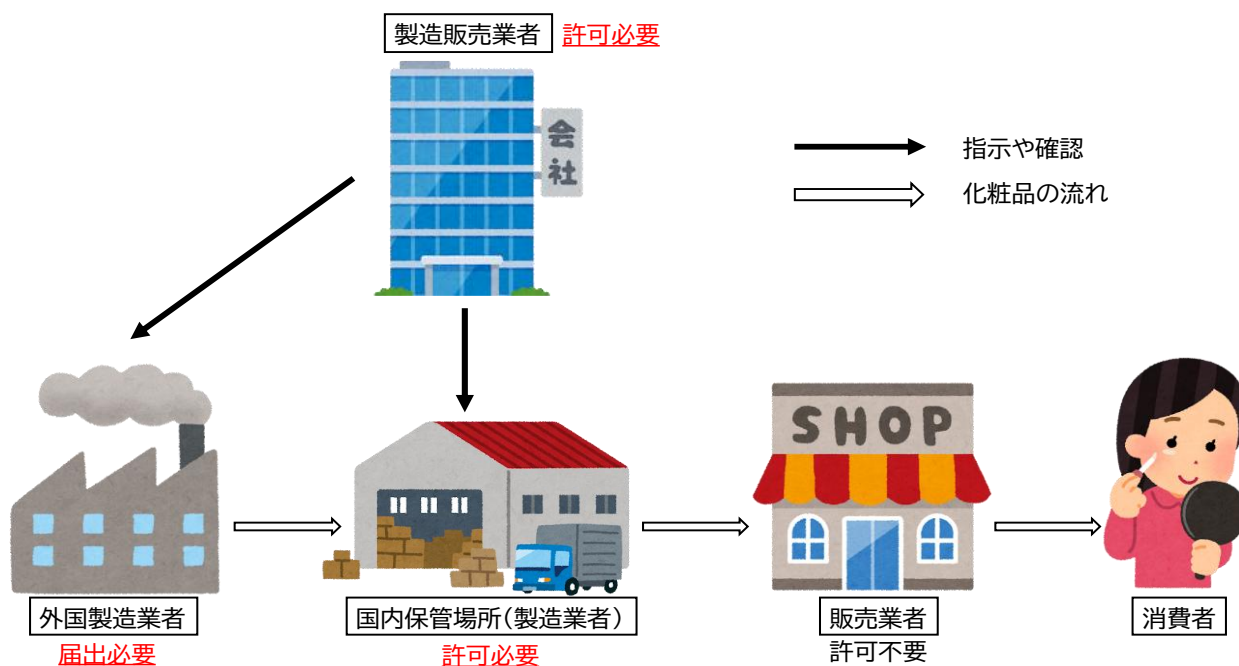 製造販売業者 許可必要
会
社
指示や確認
化粧品の流れ
SHOP
外国製造業者
届出必要
国内保管場所(製造業者)
許可必要
販売業者
許可不要
消費者